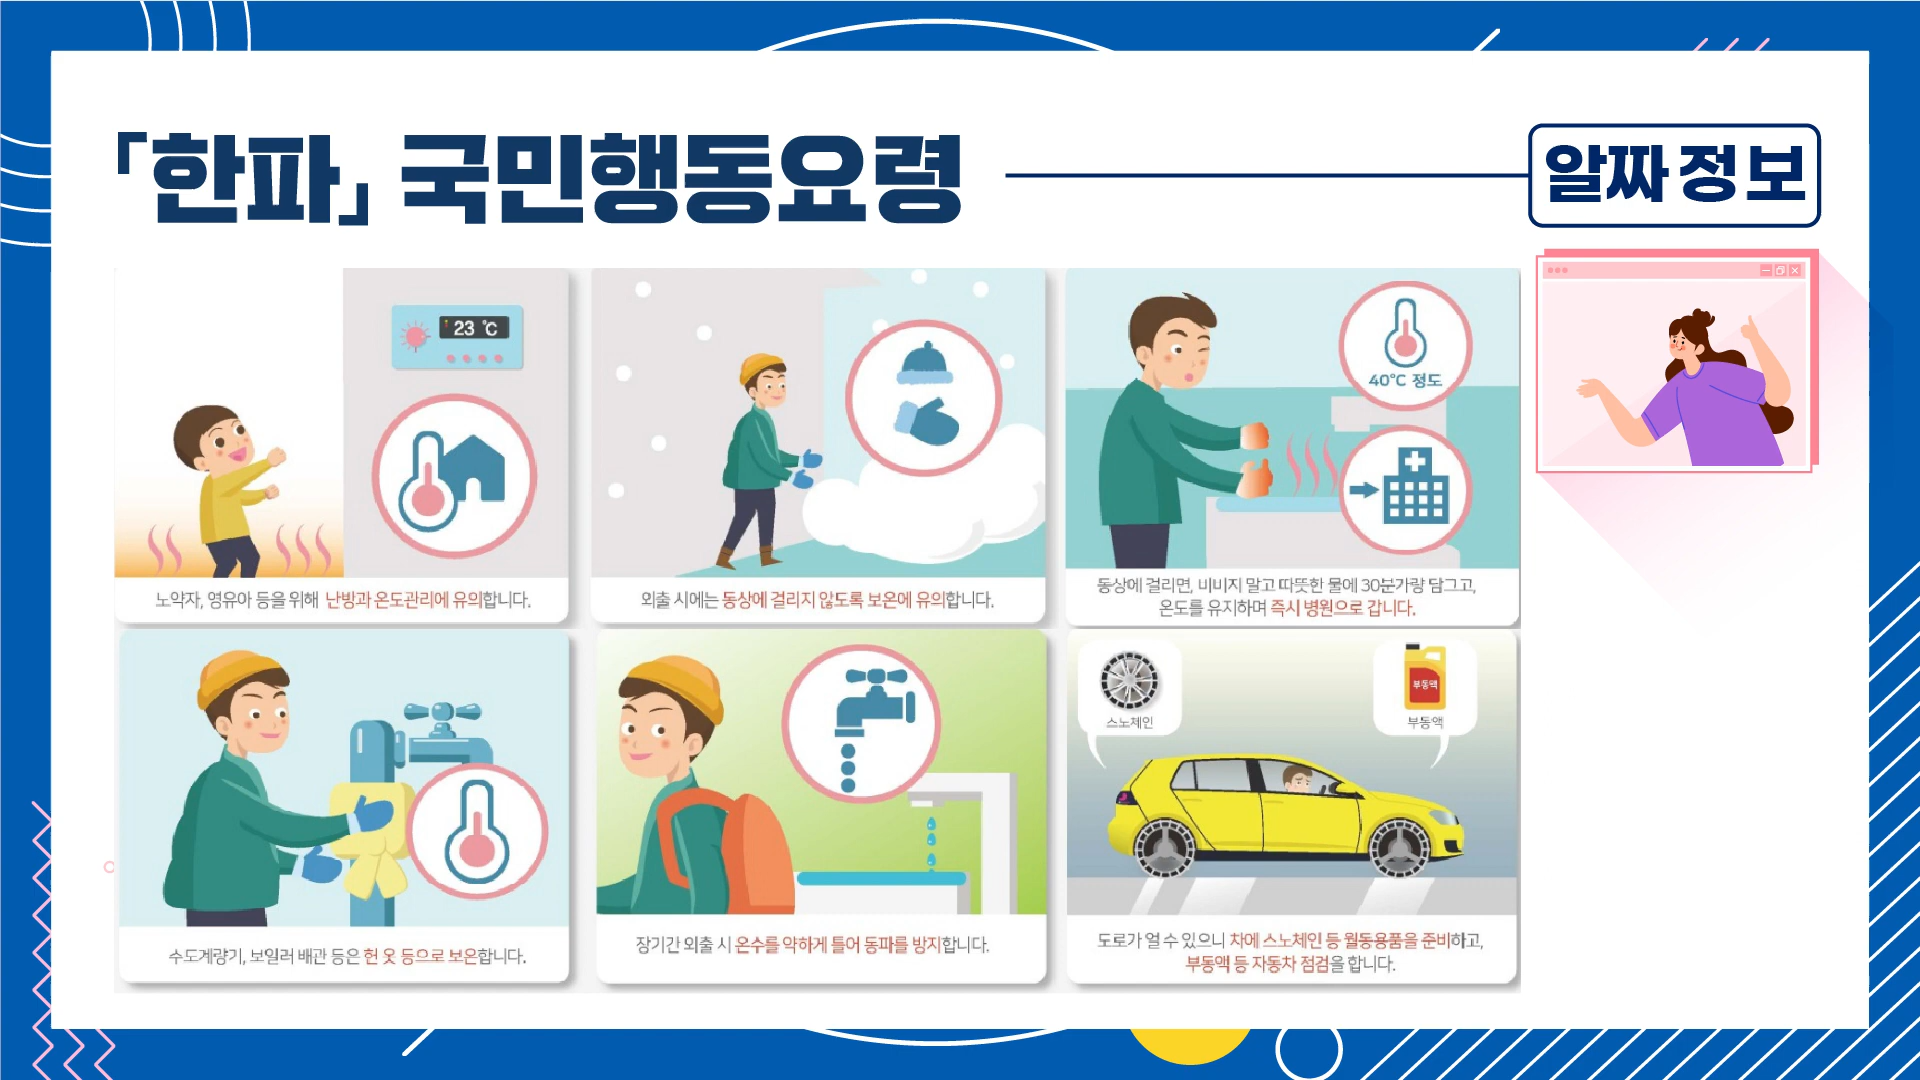 「한파」 국민행동요령
알짜정보
23 ℃
노약자, 영유아 등을 위해 난방과 온도관리에 유의합니다.
외출 시에는 동상에 걸리지 않도록 보온에 유의합니다.
40°C 정도
동상에 걸리면, 비비지 말고 따뜻한 물에 30분가량 담그고,
온도를 유지하며 즉시 병원으로 갑니다.
수도계량기, 보일러 배관 등은 헌 옷 등으로 보온합니다.
장기간 외출 시 온수를 약하게 틀어 동파를 방지합니다.
스노체인
부동액
부동액
도로가 얼 수 있으니 차에 스노체인 등 월동용품을 준비하고,
부동액 등 자동차 점검을 합니다.